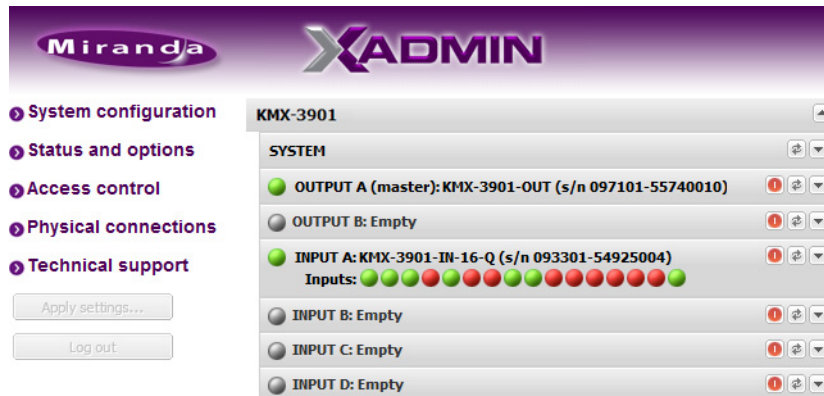 Miranda
XADMIN
System configuration
Status and options
Access control
Physical connections
Technical support
Apply settings...
Log out
KMX-3901
SYSTEM
OUTPUT A (master): KMX-3901-OUT (s/n 097101-55740010)
OUTPUT B: Empty
INPUT A: KMX-3901-IN-16-Q (s/n 093301-54925004)
Inputs:
INPUT B: Empty
INPUT C: Empty
INPUT D: Empty